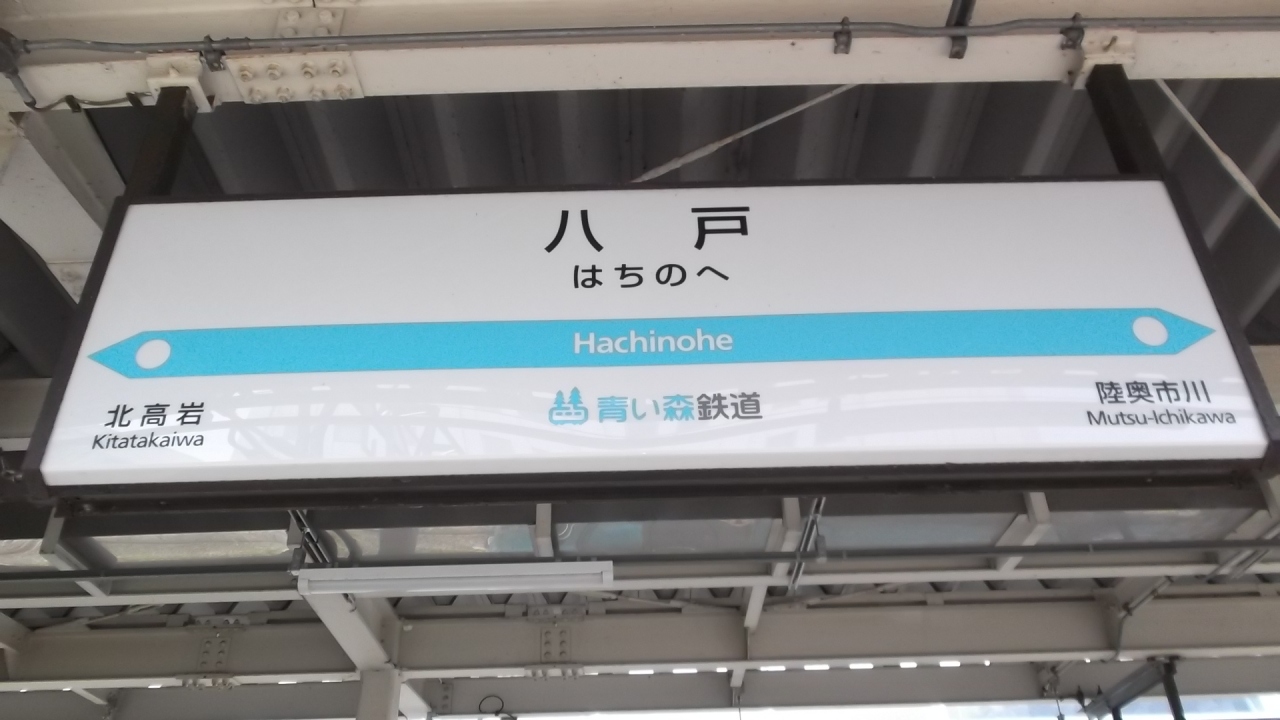 八戸
はちのへ
Hachinohe
北高岩
Kitatakaiwa
青い森鉄道
陸奥市川
Mutsu-Ichikawa